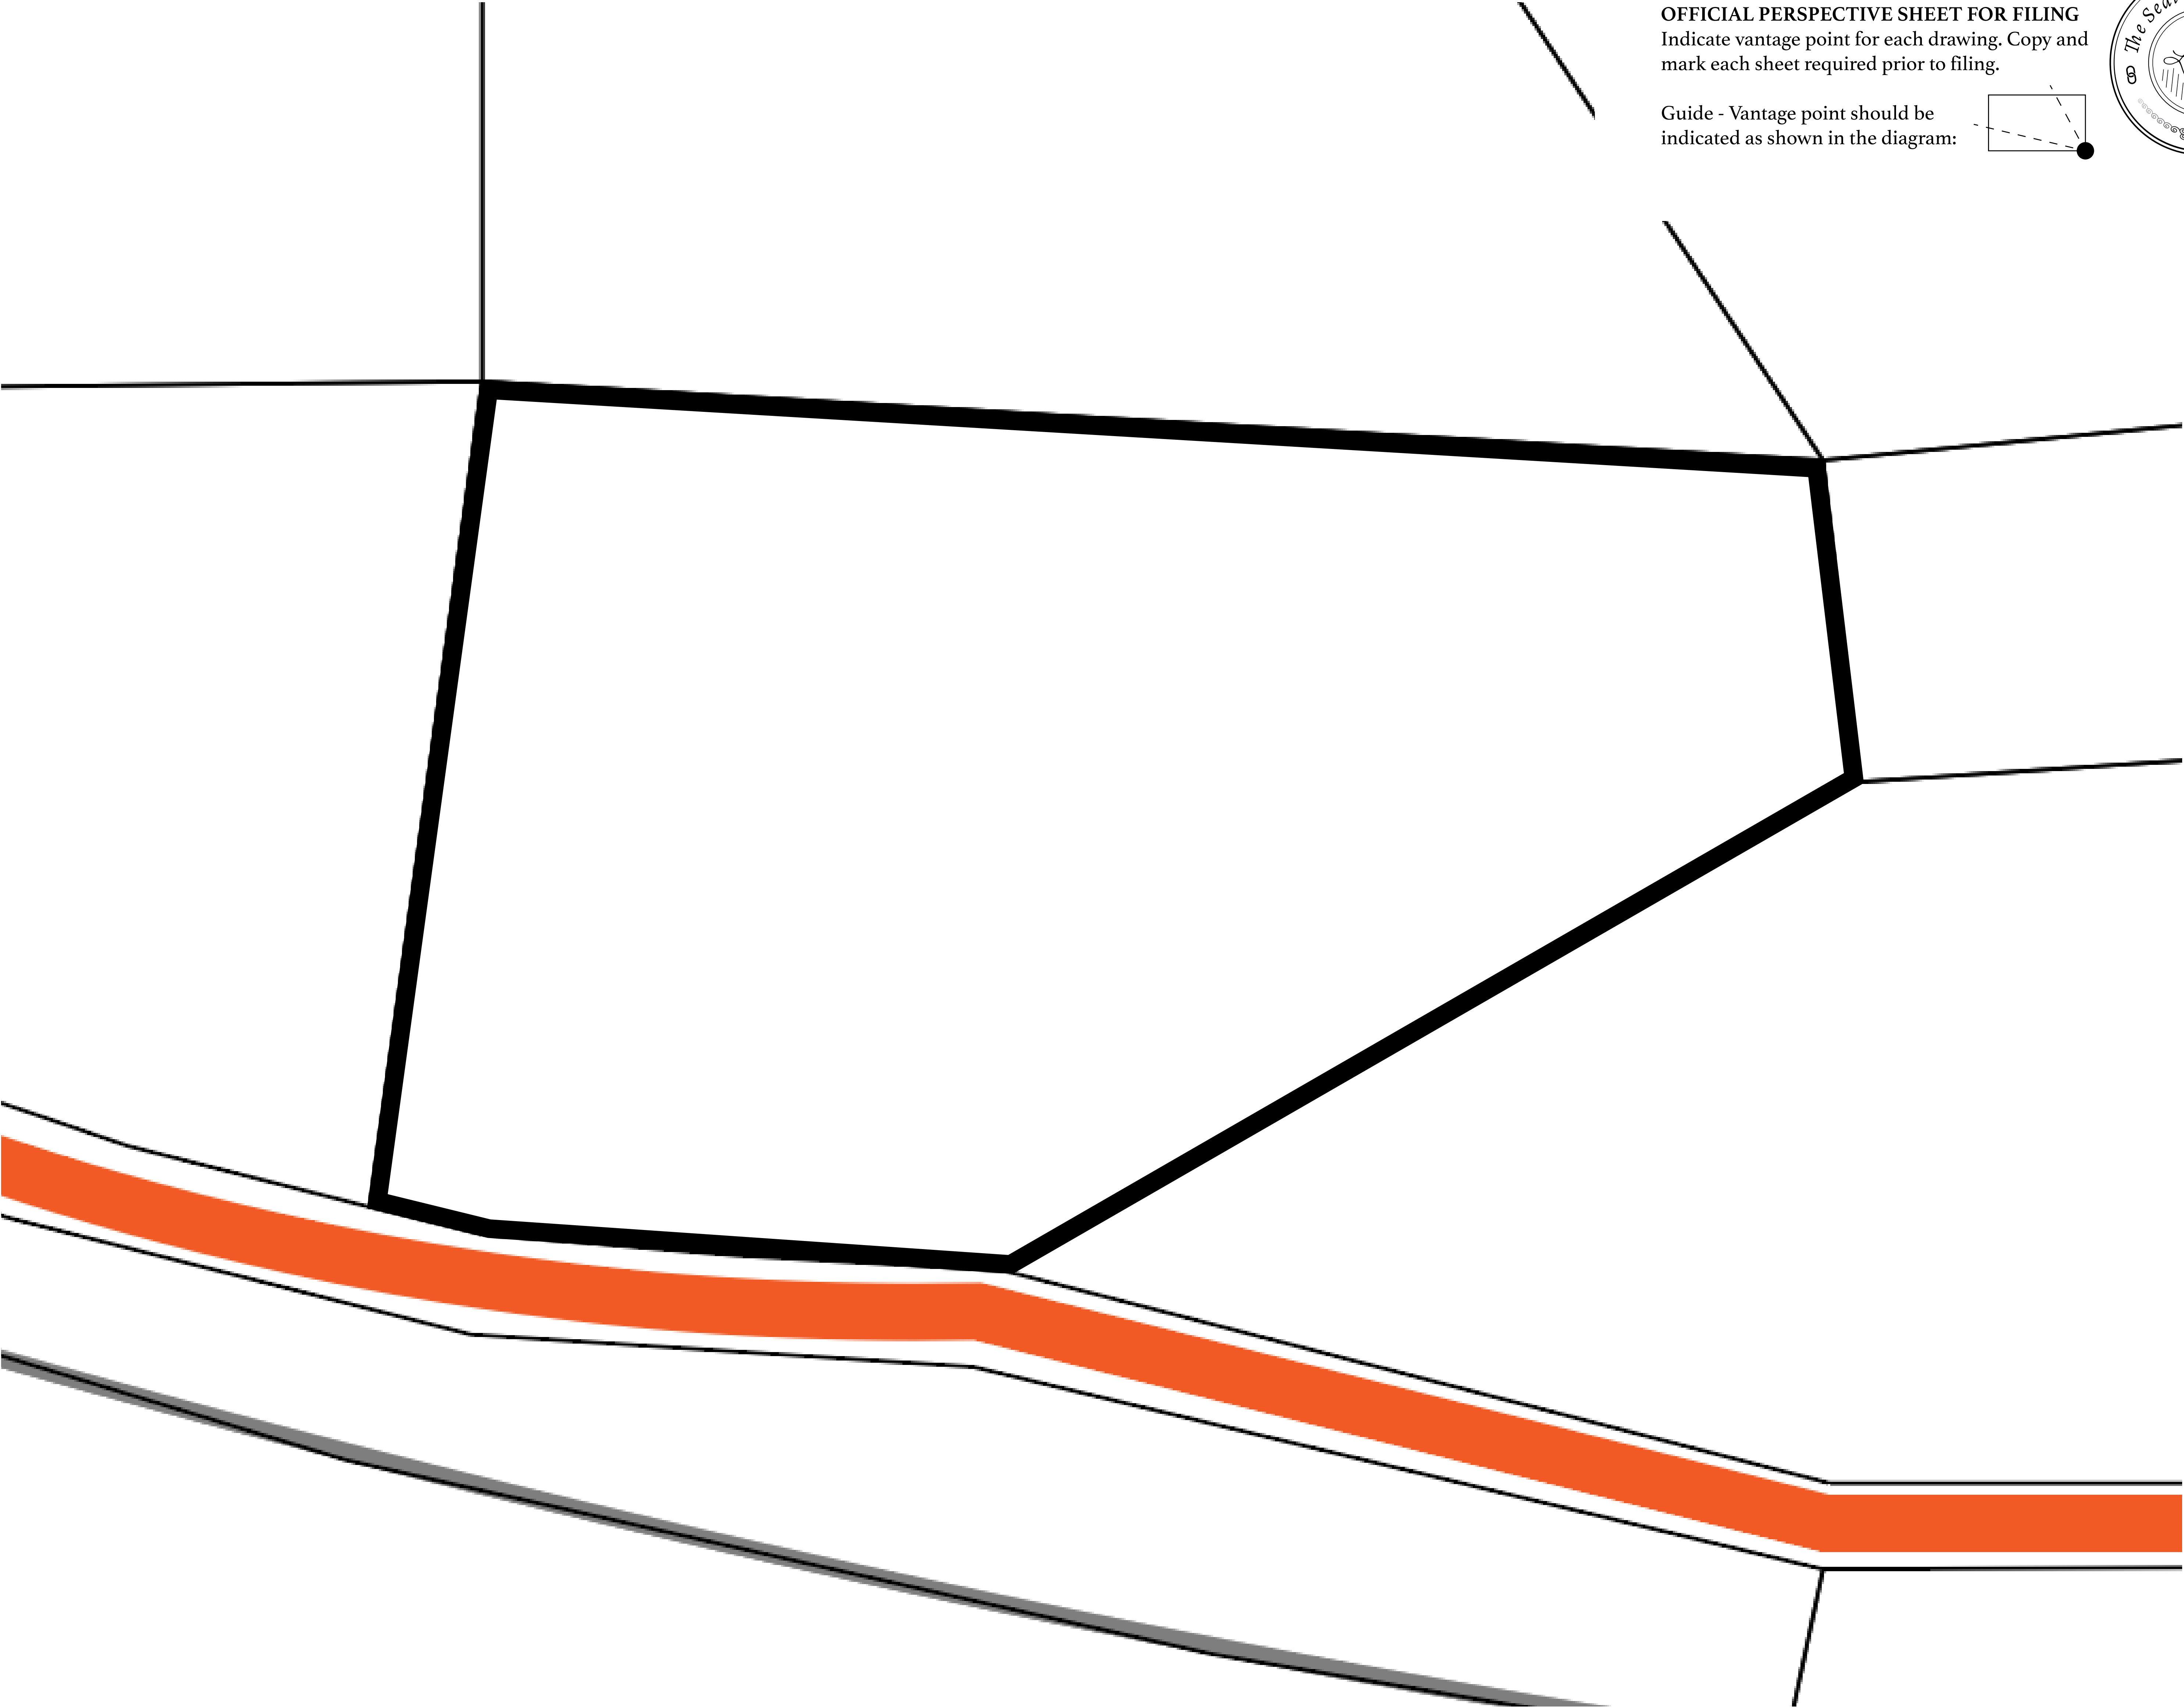 OFFICIAL PERSPECTIVE SHEET FOR FILING
Indicate vantage point for each drawing. Copy and
mark each sheet required prior to filing.
Guide - Vantage point should be
indicated as shown in the diagram:
The